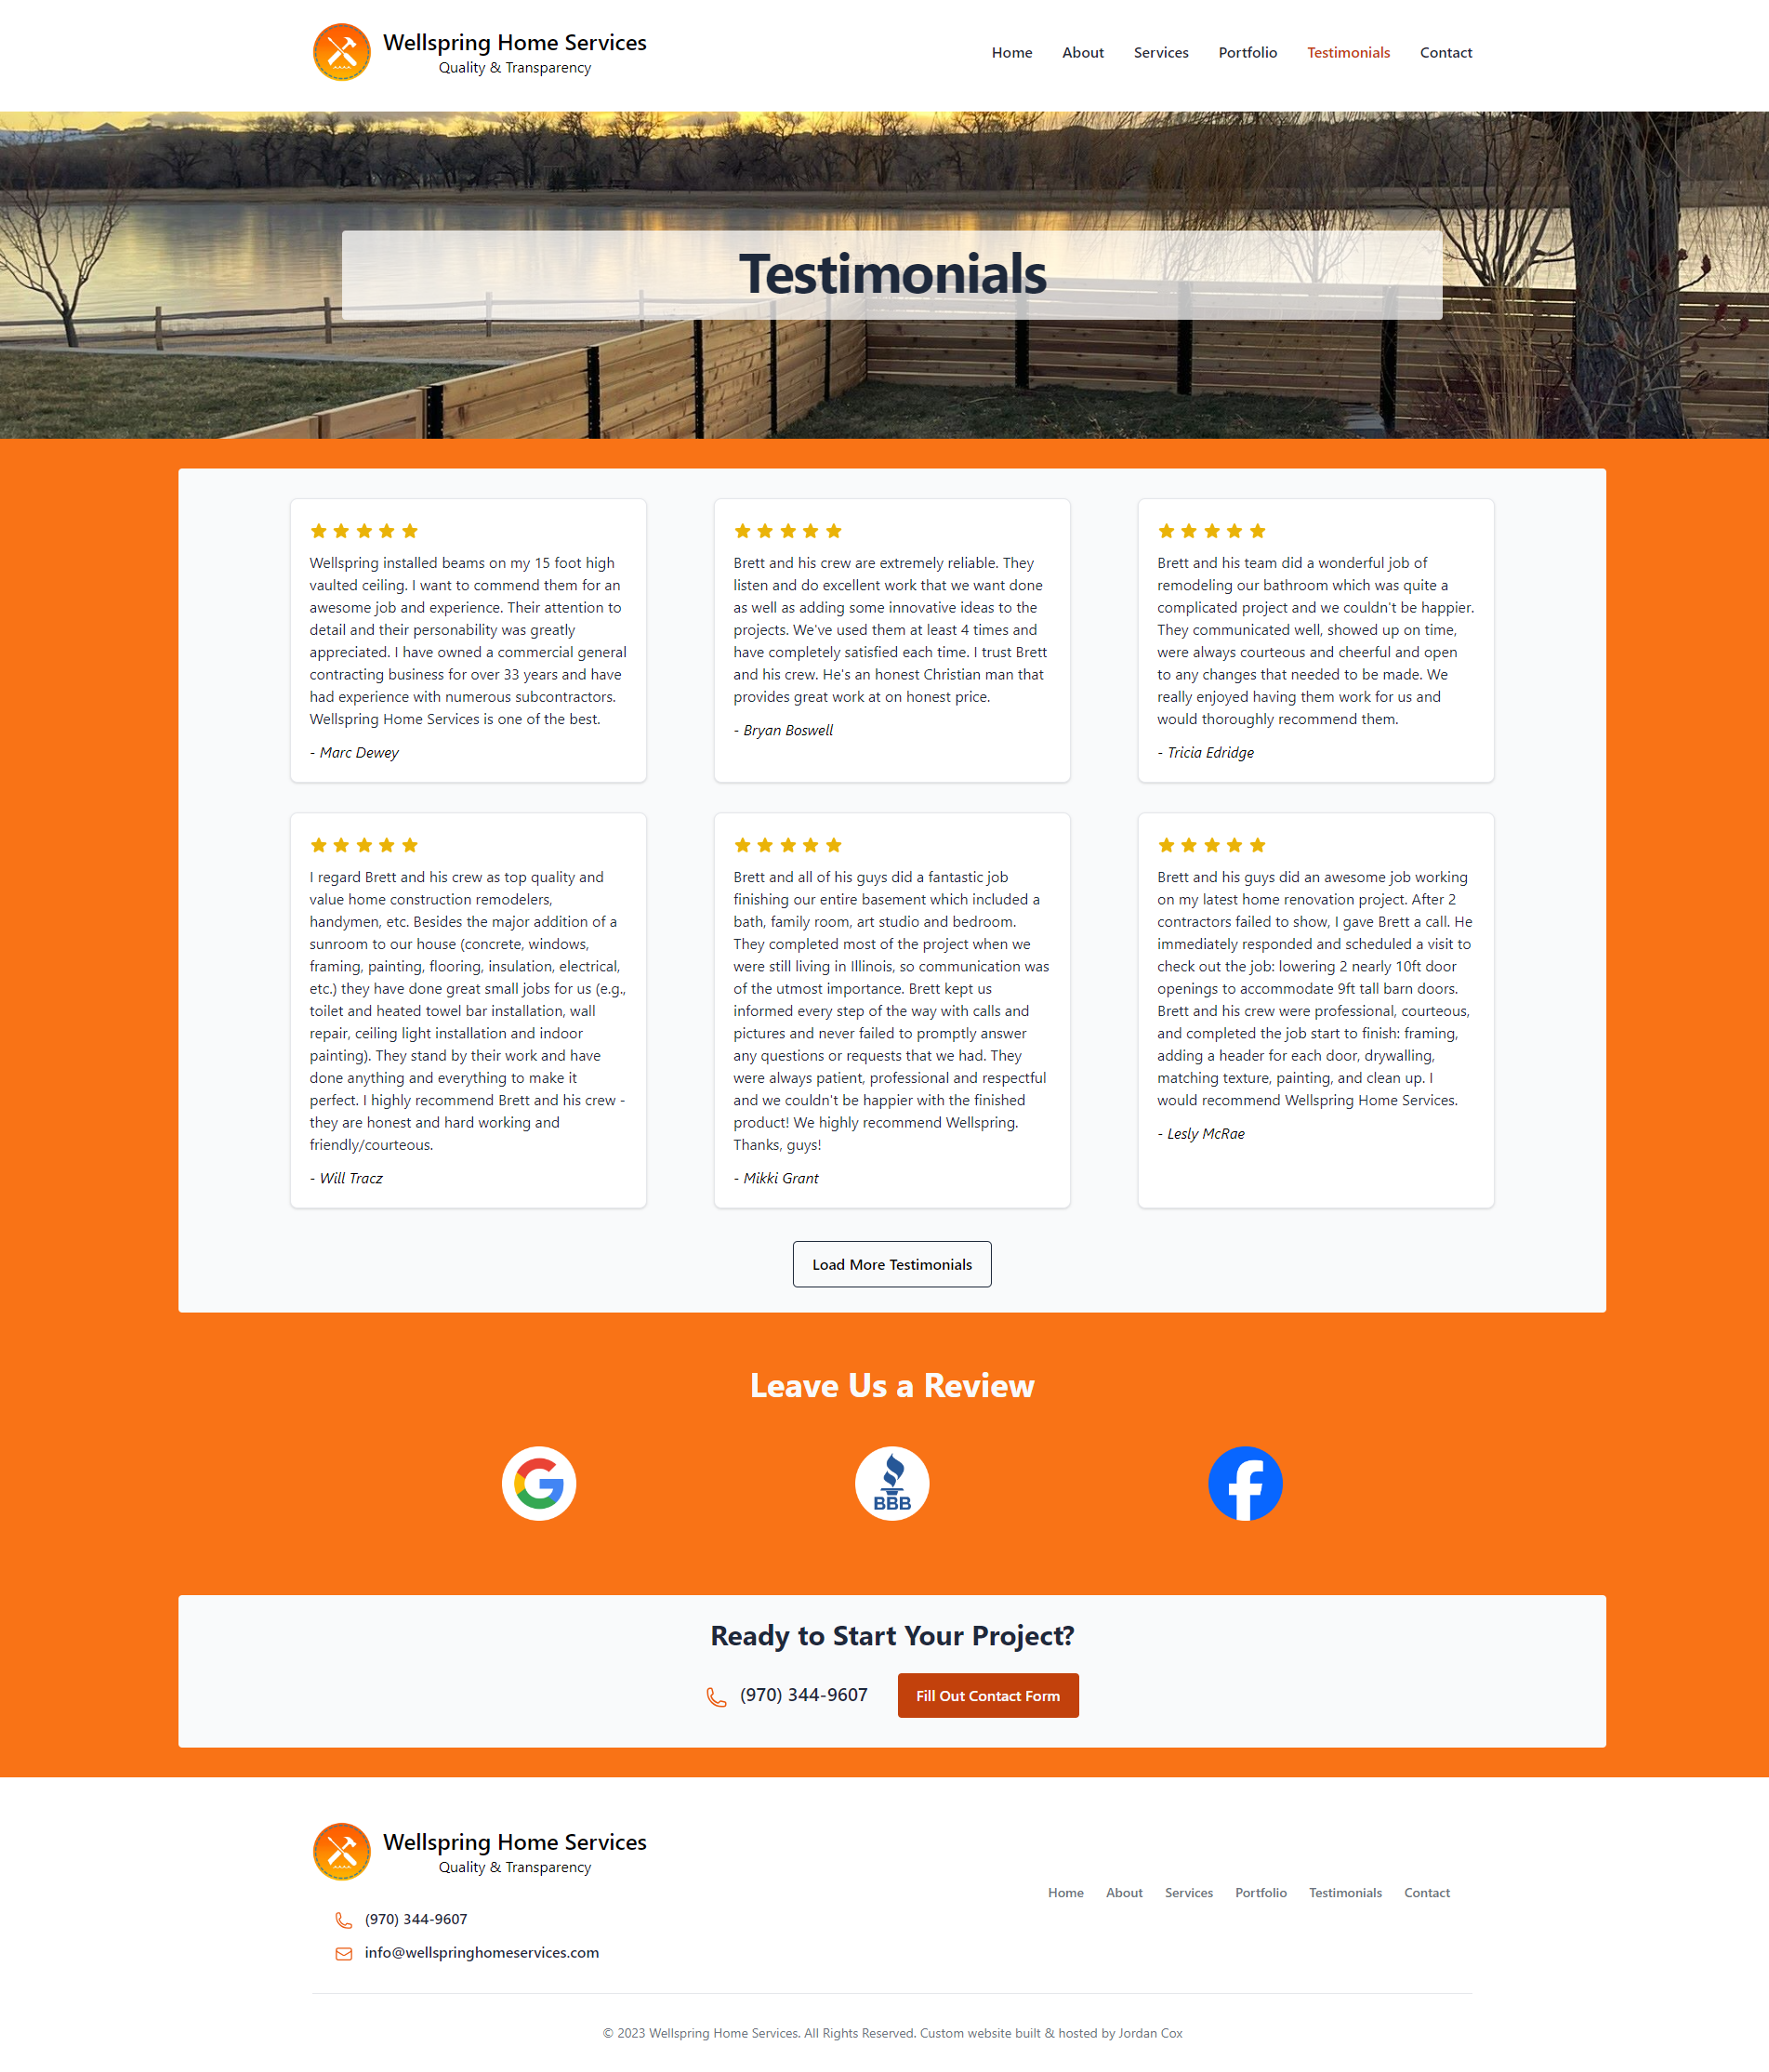 Wellspring Home Services
Quality & Transparency
Home
About
Services
Portfolio
Testimonials
Contact
Testimonials
Wellspring installed beams on my 15 foot high
vaulted ceiling. I want to commend them for an
awesome job and experience. Their attention to
detail and their personability was greatly
appreciated. I have owned a commercial general
contracting business for over 33 years and have
had experience with numerous subcontractors.
Wellspring Home Services is one of the best.
- Marc Dewey
Brett and his crew are extremely reliable. They
listen and do excellent work that we want done
as well as adding some innovative ideas to the
projects. We've used them at least 4 times and
have completely satisfied each time. I trust Brett
and his crew. He's an honest Christian man that
provides great work at on honest price.
- Bryan Boswell
Brett and his team did a wonderful job of
remodeling our bathroom which was quite a
complicated project and we couldn't be happier.
They communicated well, showed up on time,
were always courteous and cheerful and open
to any changes that needed to be made. We
really enjoyed having them work for us and
would thoroughly recommend them.
- Tricia Edridge
I regard Brett and his crew as top quality and
value home construction remodelers,
handymen, etc. Besides the major addition of a
sunroom to our house (concrete, windows,
framing, painting, flooring, insulation, electrical,
etc.) they have done great small jobs for us (e.g.,
toilet and heated towel bar installation, wall
repair, ceiling light installation and indoor
painting). They stand by their work and have
done anything and everything to make it
perfect. I highly recommend Brett and his crew -
they are honest and hard working and
friendly/courteous.
- Will Tracz
Brett and all of his guys did a fantastic job
finishing our entire basement which included a
bath, family room, art studio and bedroom.
They completed most of the project when we
were still living in Illinois, so communication was
of the utmost importance. Brett kept us
informed every step of the way with calls and
pictures and never failed to promptly answer
any questions or requests that we had. They
were always patient, professional and respectful
and we couldn't be happier with the finished
product! We highly recommend Wellspring.
Thanks, guys!
- Mikki Grant
Brett and his guys did an awesome job working
on my latest home renovation project. After 2
contractors failed to show, I gave Brett a call. He
immediately responded and scheduled a visit to
check out the job: lowering 2 nearly 10ft door
openings to accommodate 9ft tall barn doors.
Brett and his crew were professional, courteous,
and completed the job start to finish: framing,
adding a header for each door, drywalling,
matching texture, painting, and clean up. I
would recommend Wellspring Home Services.
- Lesly McRae
Load More Testimonials
Leave Us a Review
BBB
Ready to Start Your Project?
(970) 344-9607
Fill Out Contact Form
Wellspring Home Services
Quality & Transparency
(970) 344-9607
info@wellspringhomeservices.com
Home
About
Services
Portfolio
Testimonials
Contact
© 2023 Wellspring Home Services. All Rights Reserved. Custom website built & hosted by Jordan Cox